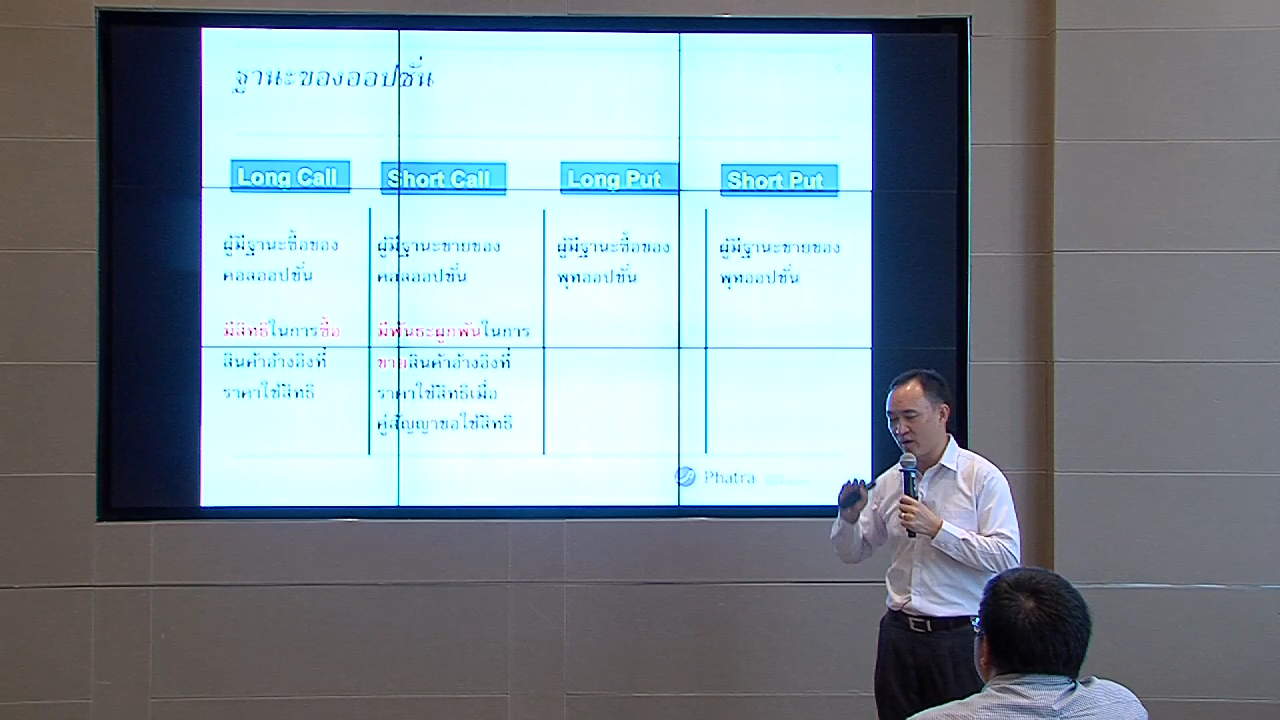 ฐานะของออปชั่น
Long Call
Short Call
Long Put
Short Put
ผู้มีฐานะซื้อของ
คอลออปชั่น
มีสิทธิในการซื้อ
สินค้าอ้างอิงที่
ราคาใช้สิทธิ
ผู้มีฐานะขายของ
คอลออปชั่น
มีพันธะผูกพันในการ
ขายสินค้าอ้างอิงที่
ราคาใช้สิทธิเมื่อ
คู่สัญญาขอใช้สิทธิ
ผู้มีฐานะซื้อของ
พุทออปชั่น
ผู้มีฐานะขายของ
พุทออปชั่น
Phatra